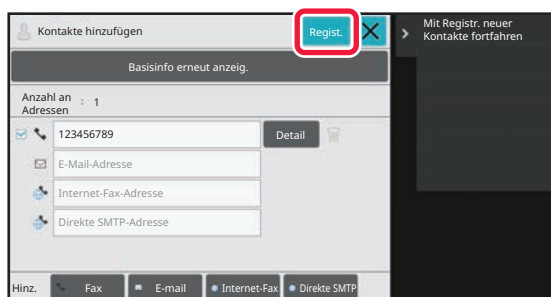 Kontakte hinzufügen
Regist.
Mit Registr. neuer
Kontakte fortfahren
Basisinfo erneut anzeig.
Anzahl an : 1
Adressen
123456789
Detail
E-Mail-Adresse
Internet-Fax-Adresse
Direkte SMTP-Adresse
Hinz.
Fax
E-mail
Internet-Fax
Direkte SMTP